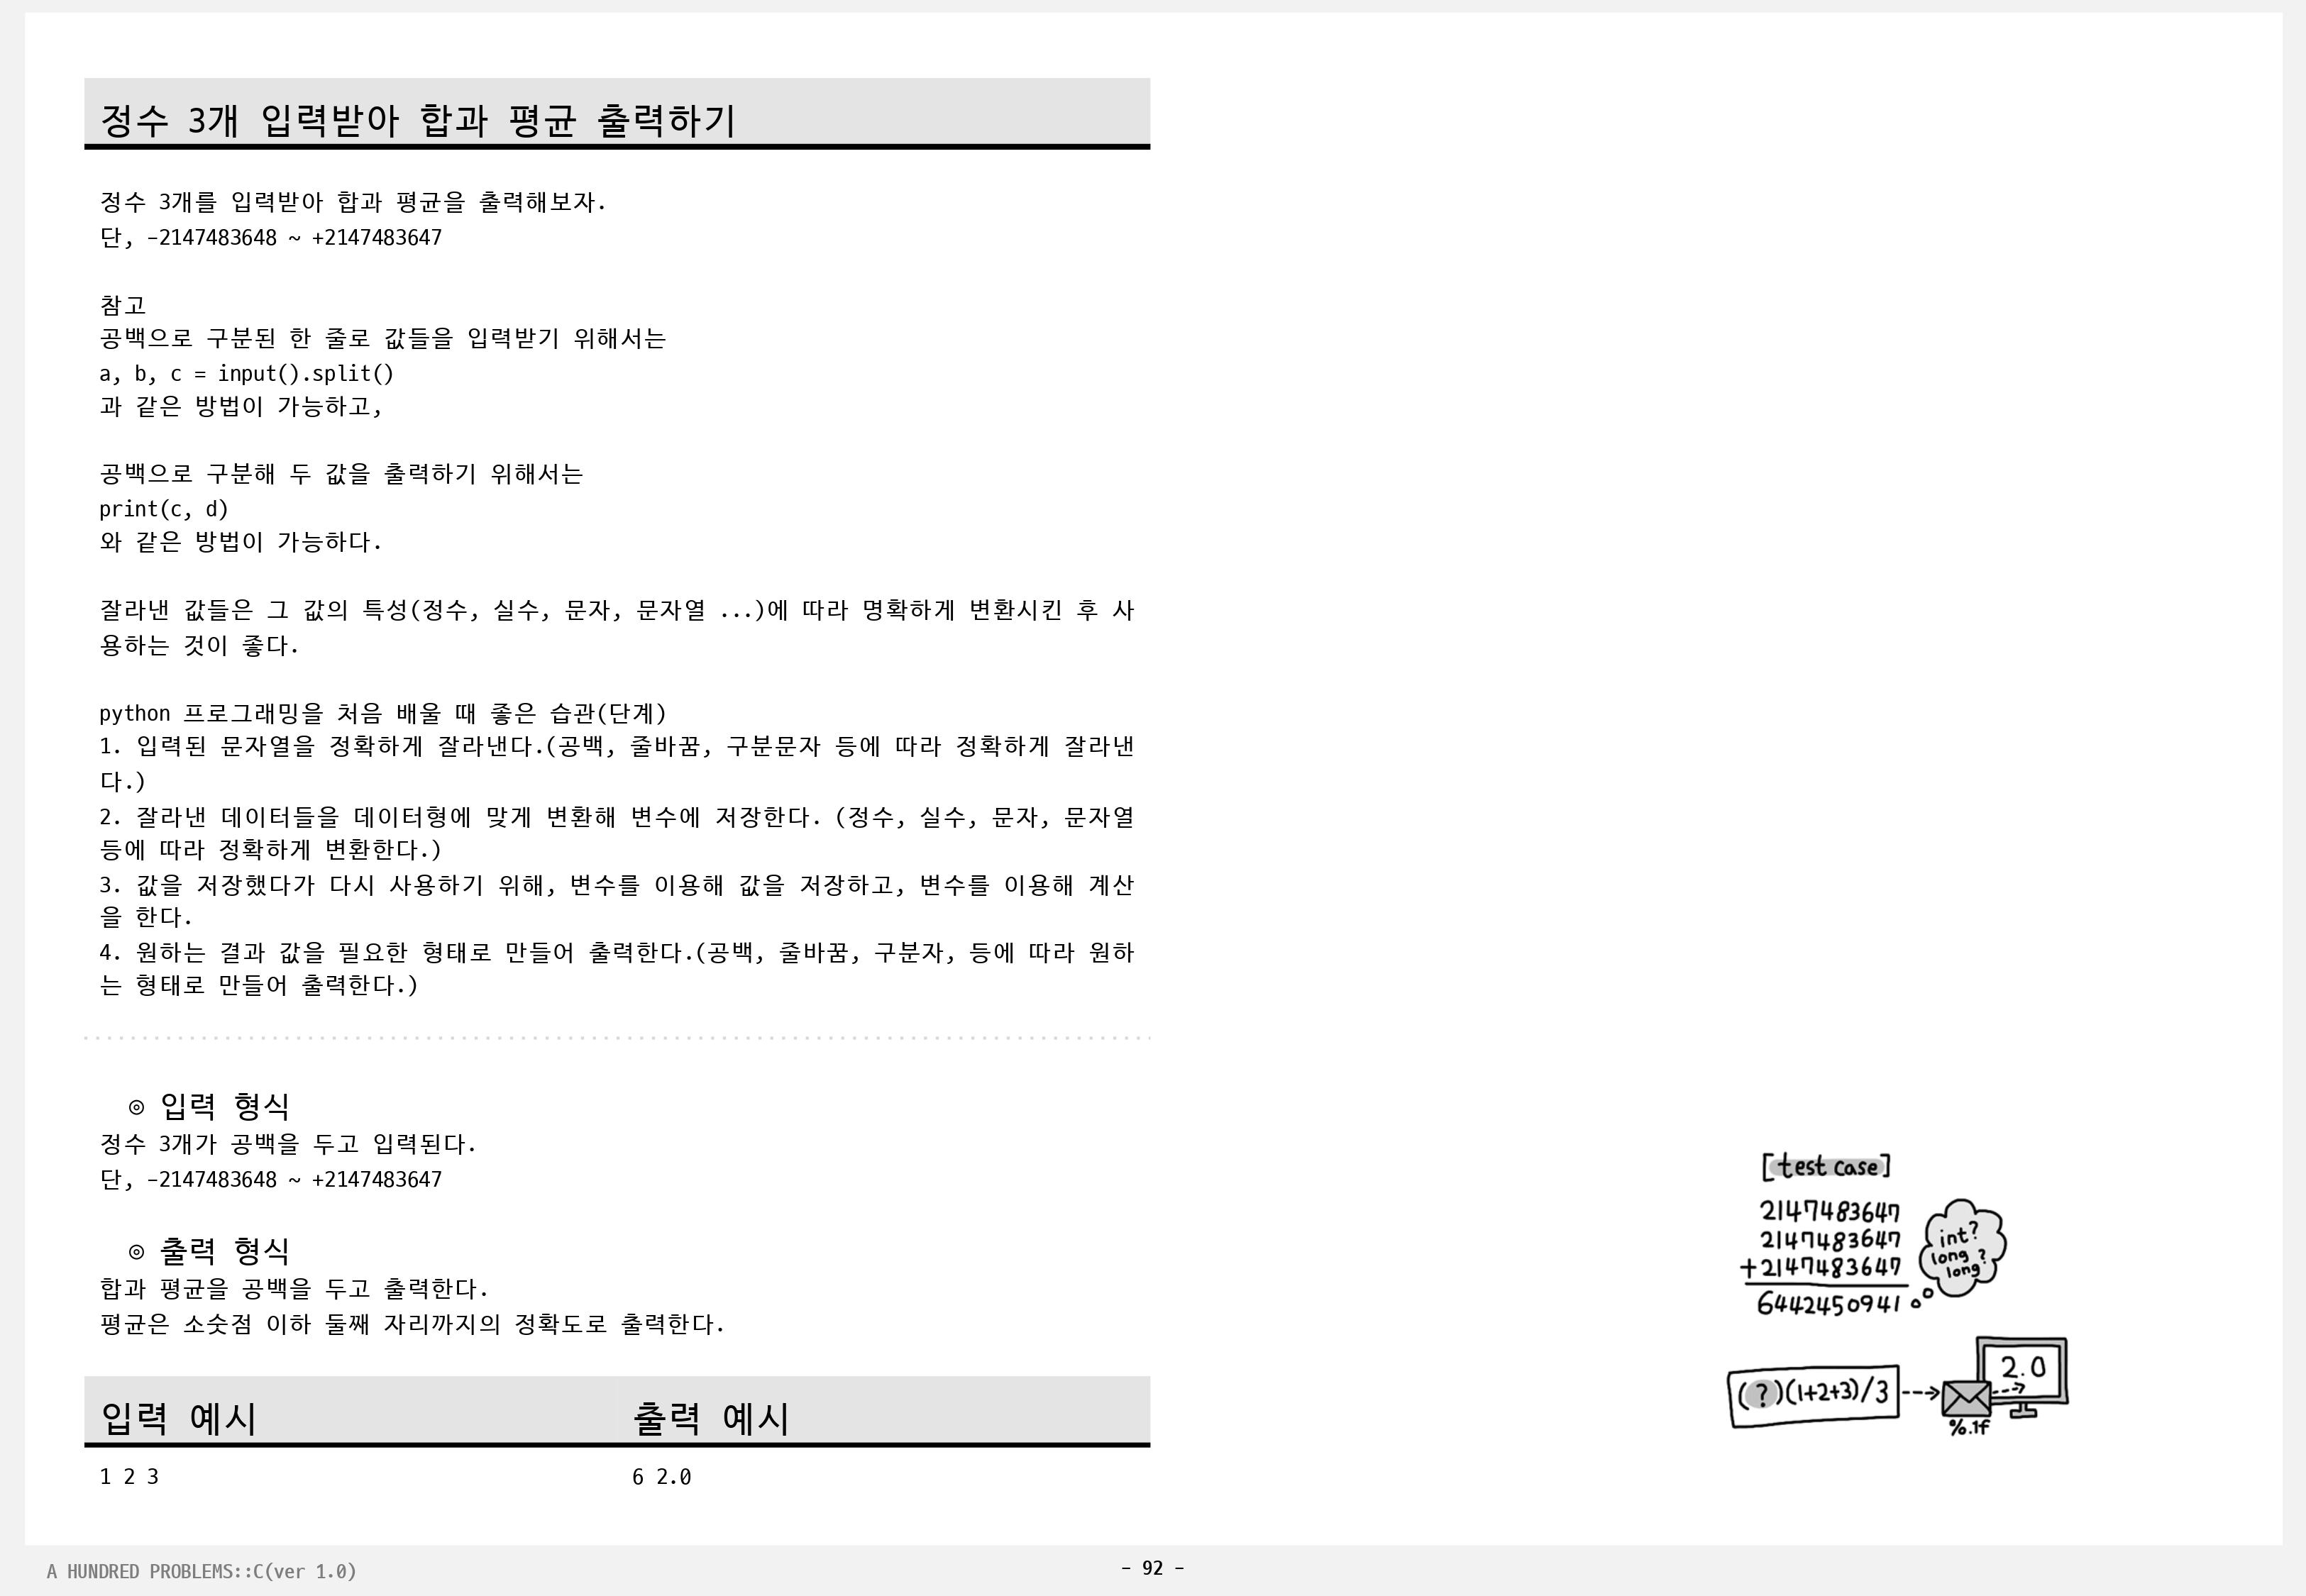 정수 3개 입력받아 합과 평균 출력하기
정수 3개를 입력받아 합과 평균을 출력해보자.
단, -2147483648 ~ +2147483647
참고
공백으로 구분된 한 줄로 값들을 입력받기 위해서는
a, b, c = input().split()
과 같은 방법이 가능하고,
공백으로 구분해 두 값을 출력하기 위해서는
print(c, d)
와 같은 방법이 가능하다.
잘라낸 값들은 그 값의 특성(정수, 실수, 문자, 문자열 ...)에 따라 명확하게 변환시킨 후 사
용하는 것이 좋다.
python 프로그래밍을 처음 배울 때 좋은 습관(단계)
1. 입력된 문자열을 정확하게 잘라낸다.(공백, 줄바꿈, 구분문자 등에 따라 정확하게 잘라낸
다.)
2. 잘라낸 데이터들을 데이터형에 맞게 변환해 변수에 저장한다. (정수, 실수, 문자, 문자열
등에 따라 정확하게 변환한다.)
3. 값을 저장했다가 다시 사용하기 위해, 변수를 이용해 값을 저장하고, 변수를 이용해 계산
을 한다.
4. 원하는 결과 값을 필요한 형태로 만들어 출력한다.(공백, 줄바꿈, 구분자, 등에 따라 원하
는 형태로 만들어 출력한다.)
◎ 입력 형식
정수 3개가 공백을 두고 입력된다.
단, -2147483648 ~ +2147483647
◎ 출력 형식
합과 평균을 공백을 두고 출력한다.
평균은 소숫점 이하 둘째 자리까지의 정확도로 출력한다.
입력 예시 출력 예시
1 2 3 6 2.0
[test case]
2147483647
2147483647
+2147483647
6442450941
int?
long ?
long
(?)(1+2+3)/3
2.0
%.1f
A HUNDRED PROBLEMS::C(ver 1.0)
- 92 -